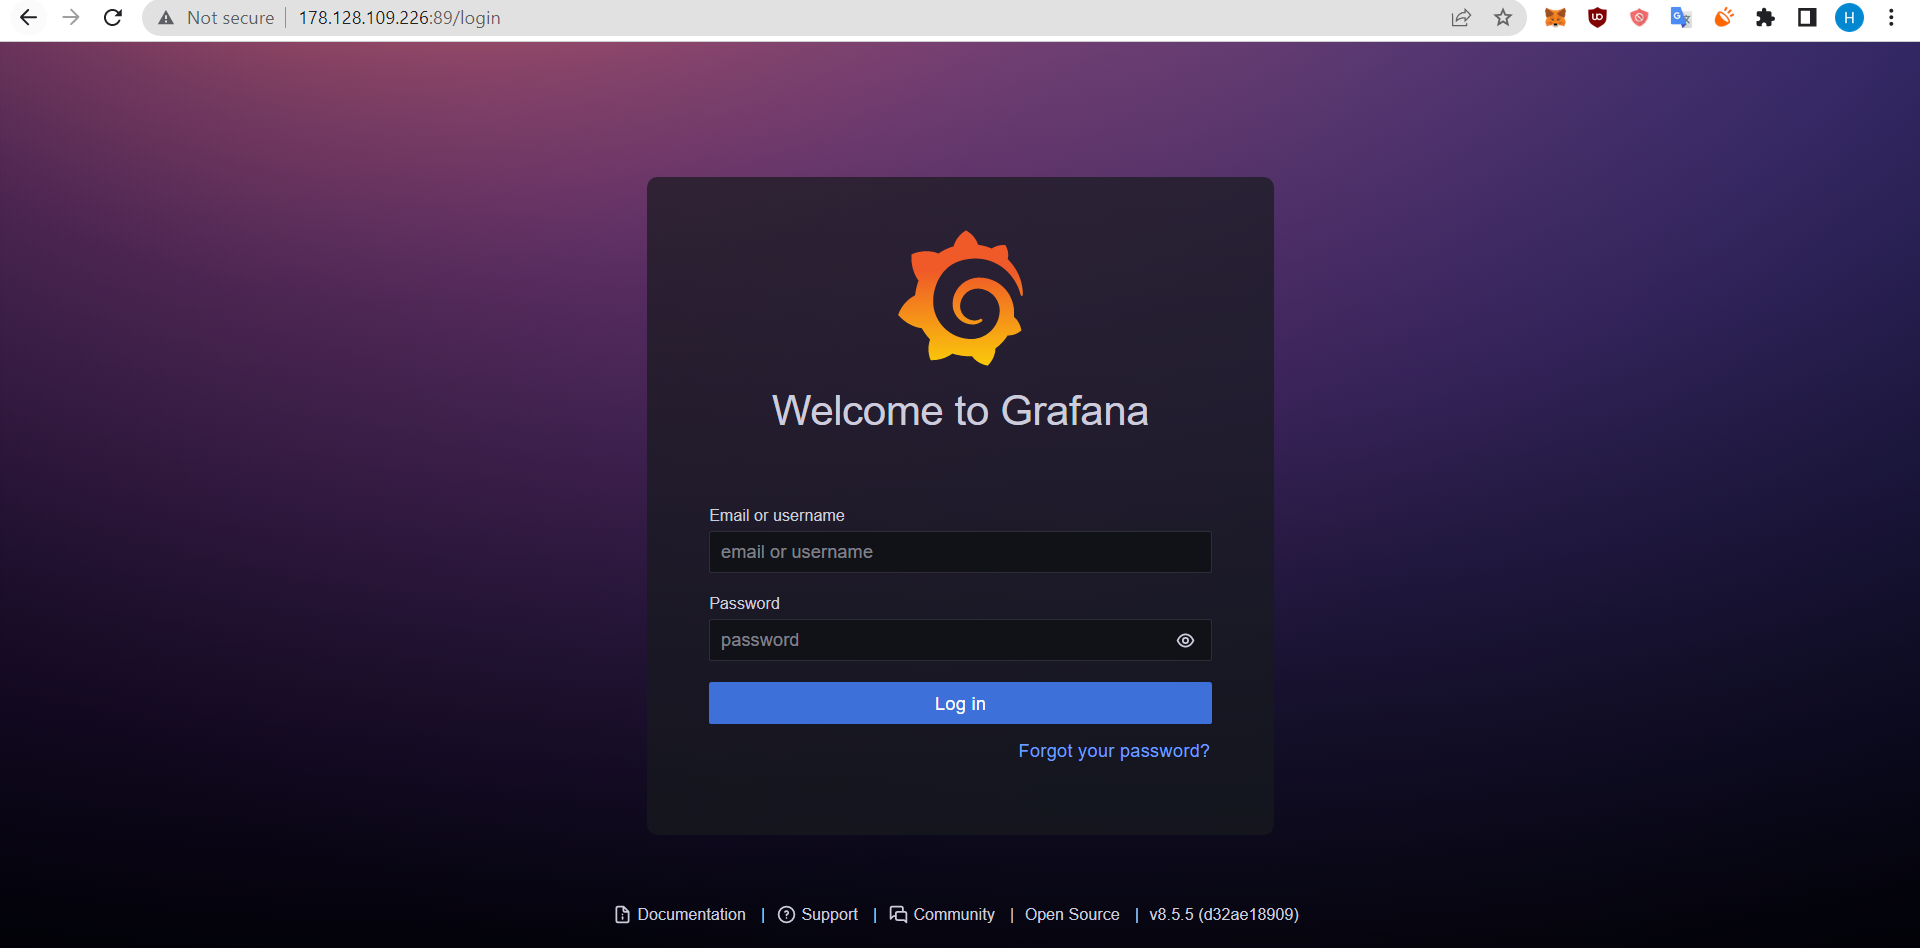 Not secure 178.128.109.226:89/login
H
Welcome to Grafana
Email or username
email or username
Password
password
Log in
Forgot your password?
Documentation | Support | Community | Open Source | v8.5.5 (d32ae18909)